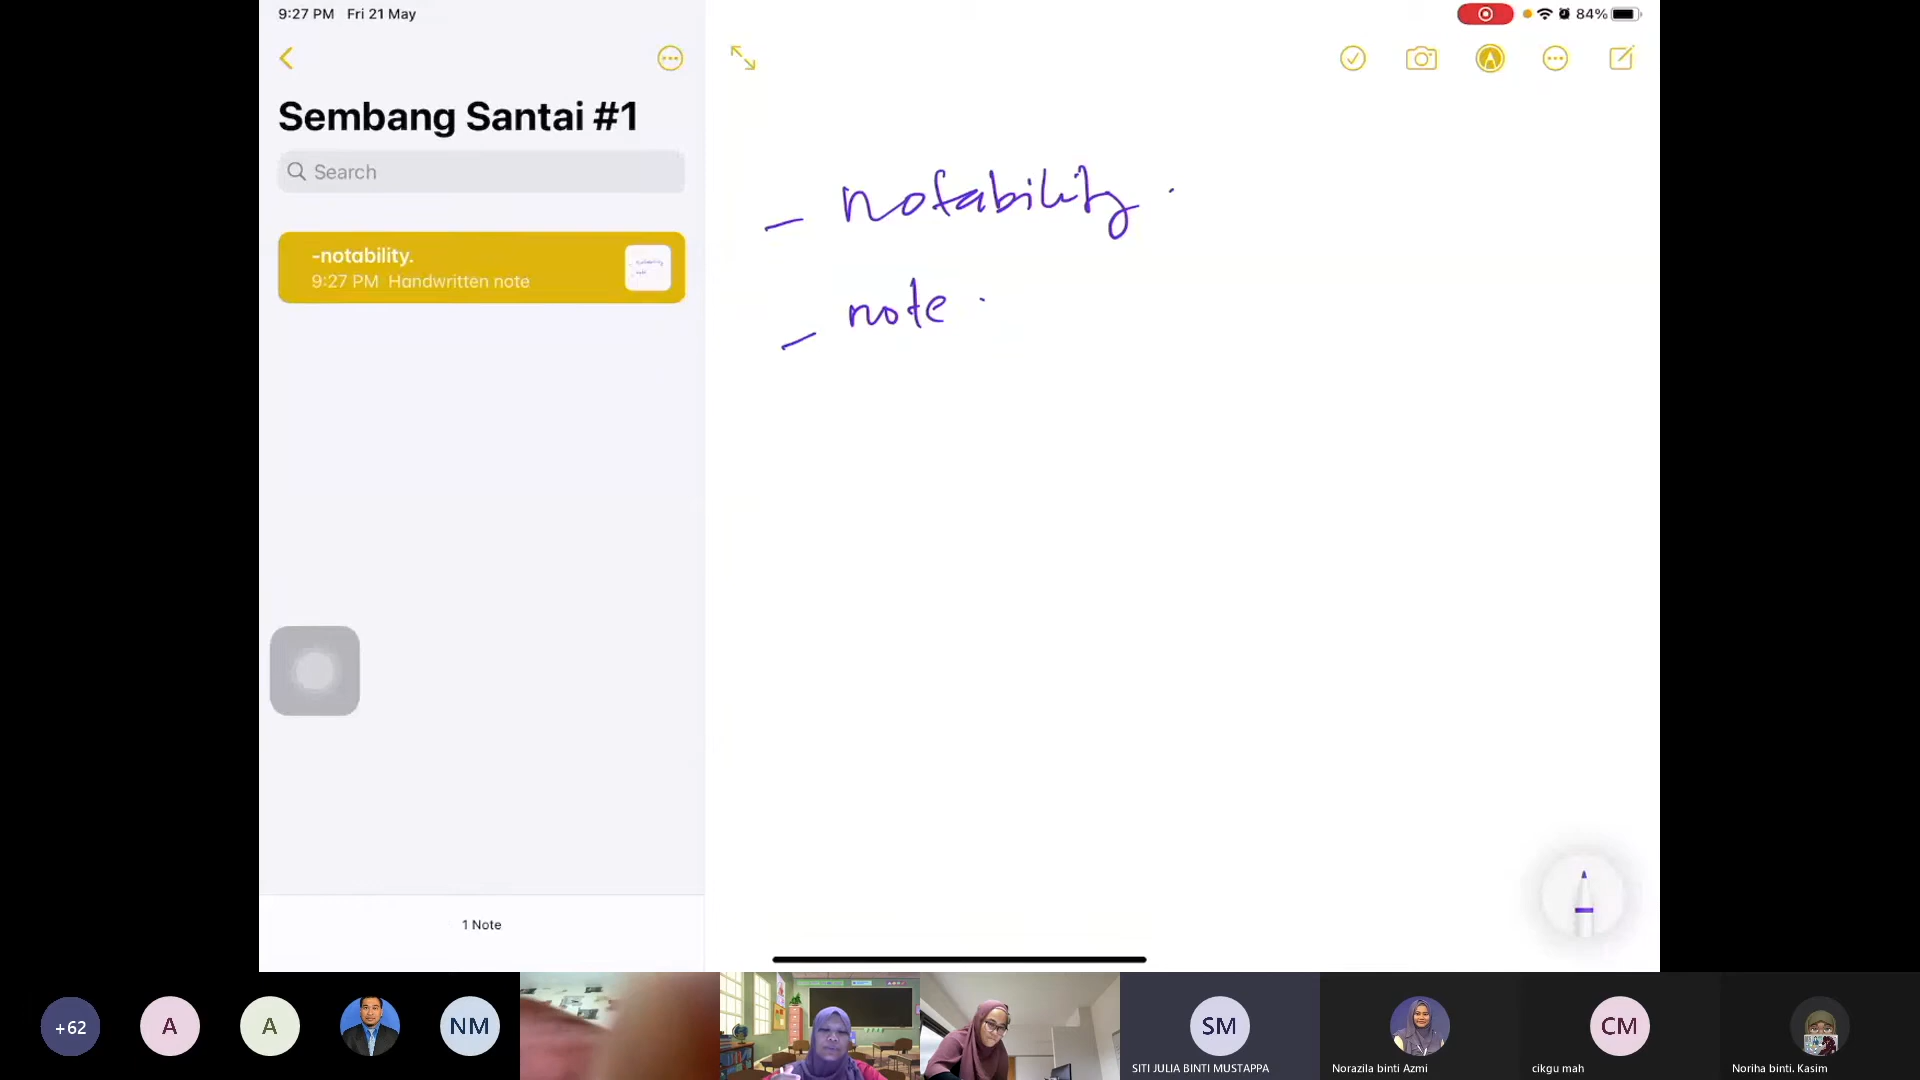 9:27 PM Fri 21 May
84%
Sembang Santai #1
Search
-notability.
9:27 PM Handwritten note
1 Note
- notability.
- note.
+62
A
A
NM
SM
SITI JULIA BINTI MUSTAPPA
Norazila binti Azmi
CM
cikgu mah
Noriha binti. Kasim